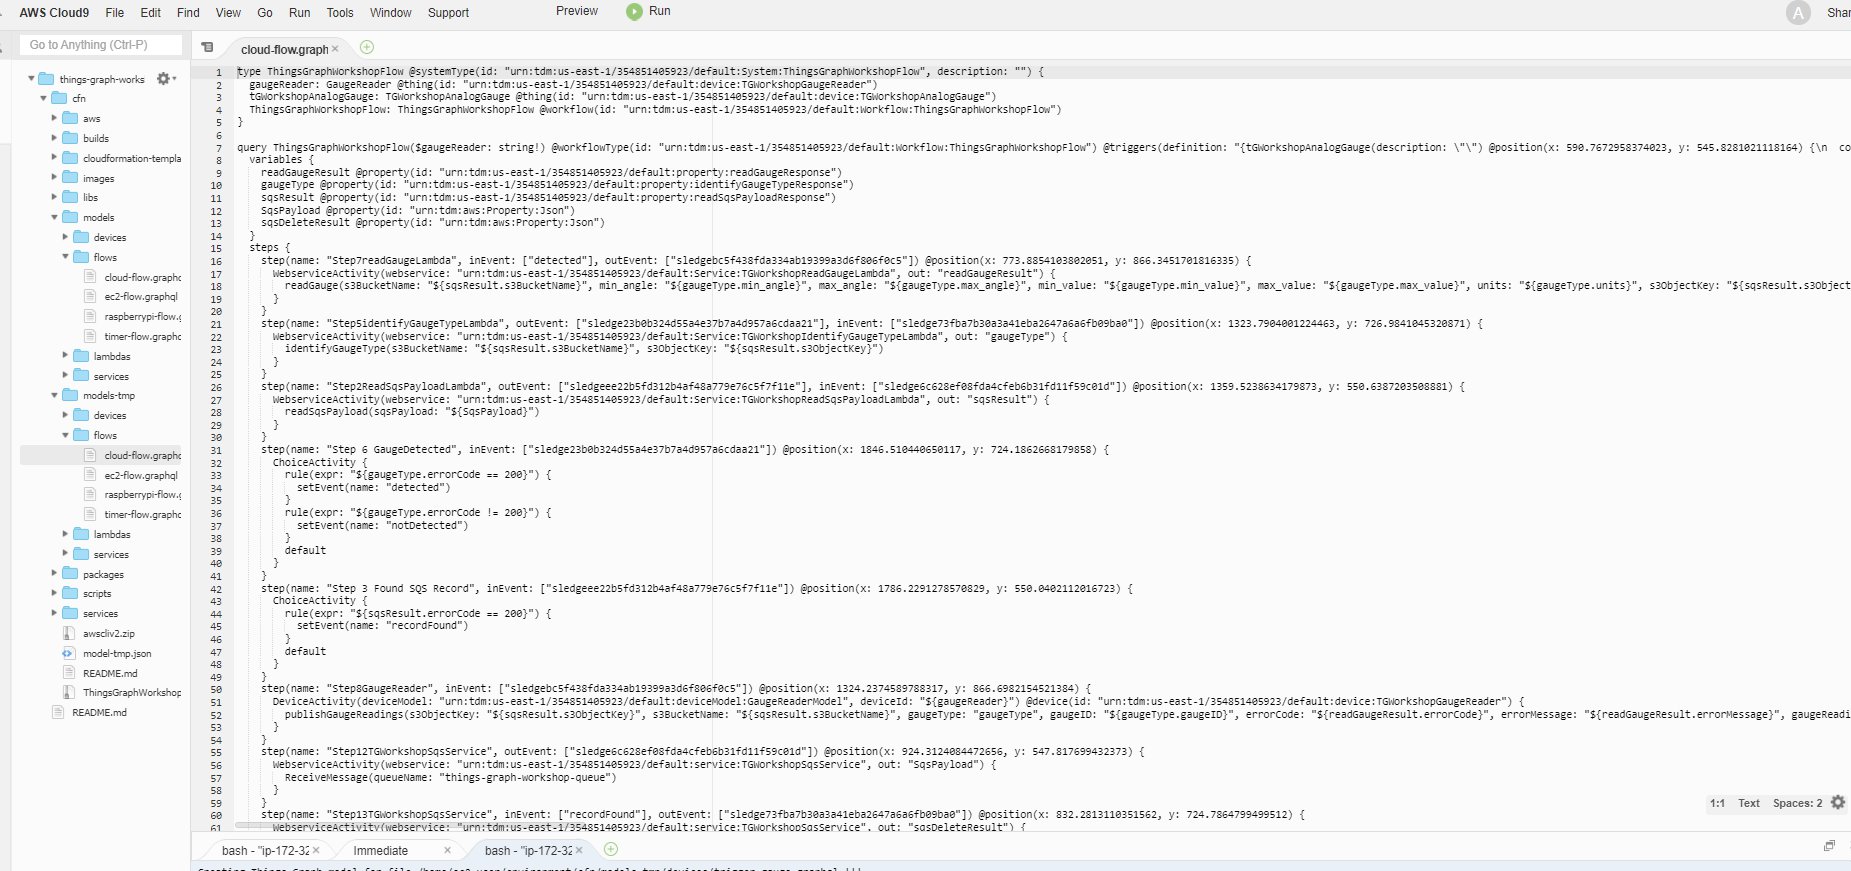 AWS Cloud9 File Edit Find View Go Run Tools Window Support Preview Run A
Go to Anything (Ctrl-P)
cloud-flow.graph
things-graph-works
cfn
aws
builds
cloudformation-templa
images
libs
models
devices
flows
cloud-flow.graphq
ec2-flow.graphql
raspberrypi-flow.g
timer-flow.graphq
lambdas
services
models-tmp
devices
flows
cloud-flow.graphq
ec2-flow.graphql
raspberrypi-flow.g
timer-flow.graphq
lambdas
services
packages
scripts
services
awscliv2.zip
model-tmp.json
README.md
ThingsGraphWorkshop
README.md
1 type ThingsGraphWorkshopFlow @systemType(id: "urn:tdm:us-east-1/354851405923/default:System:ThingsGraphWorkshopFlow", description: "") {
2 gaugeReader: GaugeReader @thing(id: "urn:tdm:us-east-1/354851405923/default:device:TGWorkshopGaugeReader")
3 tGWorkshopAnalogGauge: TGWorkshopAnalogGauge @thing(id: "urn:tdm:us-east-1/354851405923/default:device:TGWorkshopAnalogGauge")
4 ThingsGraphWorkshopFlow: ThingsGraphWorkshopFlow @workflow(id: "urn:tdm:us-east-1/354851405923/default:Workflow:ThingsGraphWorkshopFlow")
5 }
6
7 query ThingsGraphWorkshopFlow($gaugeReader: string!) @workflowType(id: "urn:tdm:us-east-1/354851405923/default:Workflow:ThingsGraphWorkshopFlow") @triggers(definition: "{tGWorkshopAnalogGauge(description: \"\") @position(x: 590.7672958374023, y: 545.8281021118164) {\n co
8 variables {
9 readGaugeResult @property(id: "urn:tdm:us-east-1/354851405923/default:property:readGaugeResponse")
10 gaugeType @property(id: "urn:tdm:us-east-1/354851405923/default:property:identifyGaugeTypeResponse")
11 sqsResult @property(id: "urn:tdm:us-east-1/354851405923/default:property:readSqsPayloadResponse")
12 SqsPayload @property(id: "urn:tdm:aws:Property:Json")
13 sqsDeleteResult @property(id: "urn:tdm:aws:Property:Json")
14 }
15 steps {
16 step(name: "Step7readGaugeLambda", inEvent: ["detected"], outEvent: ["sledgebc5f438fda334ab19399a3d6f806f0c5"]) @position(x: 773.8854103802051, y: 866.3451701816335) {
17 WebserviceActivity(webservice: "urn:tdm:us-east-1/354851405923/default:Service:TGWorkshopReadGaugeLambda", out: "readGaugeResult") {
18 readGauge(s3BucketName: "${sqsResult.s3BucketName}", min_angle: "${gaugeType.min_angle}", max_angle: "${gaugeType.max_angle}", min_value: "${gaugeType.min_value}", max_value: "${gaugeType.max_value}", units: "${gaugeType.units}", s3ObjectKey: "${sqsResult.s3Object
19 }
20 }
21 step(name: "Step5identifyGaugeTypeLambda", outEvent: ["sledge23b0b324d55a4e37b7a4d957a6cdaa21"], inEvent: ["sledge73fba7b30a3a41eba2647a6a6fb09ba0"]) @position(x: 1323.7904001224463, y: 726.9841045320871) {
22 WebserviceActivity(webservice: "urn:tdm:us-east-1/354851405923/default:Service:TGWorkshopIdentifyGaugeTypeLambda", out: "gaugeType") {
23 identifyGaugeType(s3BucketName: "${sqsResult.s3BucketName}", s3ObjectKey: "${sqsResult.s3ObjectKey}")
24 }
25 }
26 step(name: "Step2ReadSqsPayloadLambda", outEvent: ["sledgeee22b5fd312b4af48a779e76c5f7f11e"], inEvent: ["sledge6c628ef08fda4cfeb6b31fd11f59c01d"]) @position(x: 1359.5238634179873, y: 550.6387203508881) {
27 WebserviceActivity(webservice: "urn:tdm:us-east-1/354851405923/default:Service:TGWorkshopReadSqsPayloadLambda", out: "sqsResult") {
28 readSqsPayload(sqsPayload: "${SqsPayload}")
29 }
30 }
31 step(name: "Step 6 GaugeDetected", inEvent: ["sledge23b0b324d55a4e37b7a4d957a6cdaa21"]) @position(x: 1846.510440650117, y: 724.1862668179858) {
32 ChoiceActivity {
33 rule(expr: "${gaugeType.errorCode == 200}") {
34 setEvent(name: "detected")
35 }
36 rule(expr: "${gaugeType.errorCode != 200}") {
37 setEvent(name: "notDetected")
38 }
39 default
40 }
41 }
42 step(name: "Step 3 Found SQS Record", inEvent: ["sledgeee22b5fd312b4af48a779e76c5f7f11e"]) @position(x: 1786.2291278570829, y: 550.0402112016723) {
43 ChoiceActivity {
44 rule(expr: "${sqsResult.errorCode == 200}") {
45 setEvent(name: "recordFound")
46 }
47 default
48 }
49 }
50 step(name: "Step8GaugeReader", inEvent: ["sledgebc5f438fda334ab19399a3d6f806f0c5"]) @position(x: 1324.2374589788317, y: 866.6982154521384) {
51 DeviceActivity(deviceModel: "urn:tdm:us-east-1/354851405923/default:deviceModel:GaugeReaderModel", deviceId: "${gaugeReader}") @device(id: "urn:tdm:us-east-1/354851405923/default:device:TGWorkshopGaugeReader") {
52 publishGaugeReadings(s3ObjectKey: "${sqsResult.s3ObjectKey}", s3BucketName: "${sqsResult.s3BucketName}", gaugeType: "gaugeType", gaugeID: "${gaugeType.gaugeID}", errorCode: "${readGaugeResult.errorCode}", errorMessage: "${readGaugeResult.errorMessage}", gaugeReadi
53 }
54 }
55 step(name: "Step12TGWorkshopSqsService", outEvent: ["sledge6c628ef08fda4cfeb6b31fd11f59c01d"]) @position(x: 924.3124084472656, y: 547.817699432373) {
56 WebserviceActivity(webservice: "urn:tdm:us-east-1/354851405923/default:service:TGWorkshopSqsService", out: "SqsPayload") {
57 ReceiveMessage(queueName: "things-graph-workshop-queue")
58 }
59 }
60 step(name: "Step13TGWorkshopSqsService", inEvent: ["recordFound"], outEvent: ["sledge73fba7b30a3a41eba2647a6a6fb09ba0"]) @position(x: 832.2813110351562, y: 724.7864799499512) {
61 WebserviceActivity(webservice: "urn:tdm:us-east-1/354851405923/default:service:TGWorkshopSqsService", out: "sqsDeleteResult") {
1:1 Text Spaces: 2
bash - "ip-172-32 Immediate bash - "ip-172-32